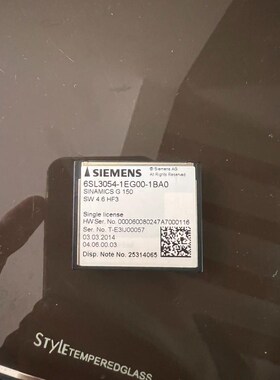 SIEMENS
© Siemens AG
All Rights Reserved
6SL3054-1EG00-1BA0
SINAMICS G 150
SW 4.6 HF3
Single license
HW Ser. No. 000060080247A7000116
Ser. No. T-E3IJ00057
03.03.2014
04.06.00.03
Disp. Note No. 25314065
STYLETEMPEREDGLASS